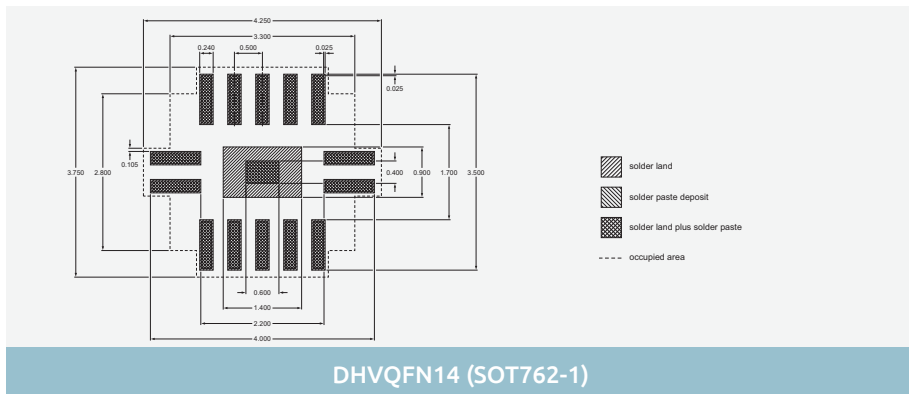 4.250
3.300
0.240 0.500 0.025
0.025
0.105
3.750 2.800 0.400 0.900 1.700 3.500
0.600
1.400
2.200
4.000
solder land
solder paste deposit
solder land plus solder paste
occupied area
DHVQFN14 (SOT762-1)